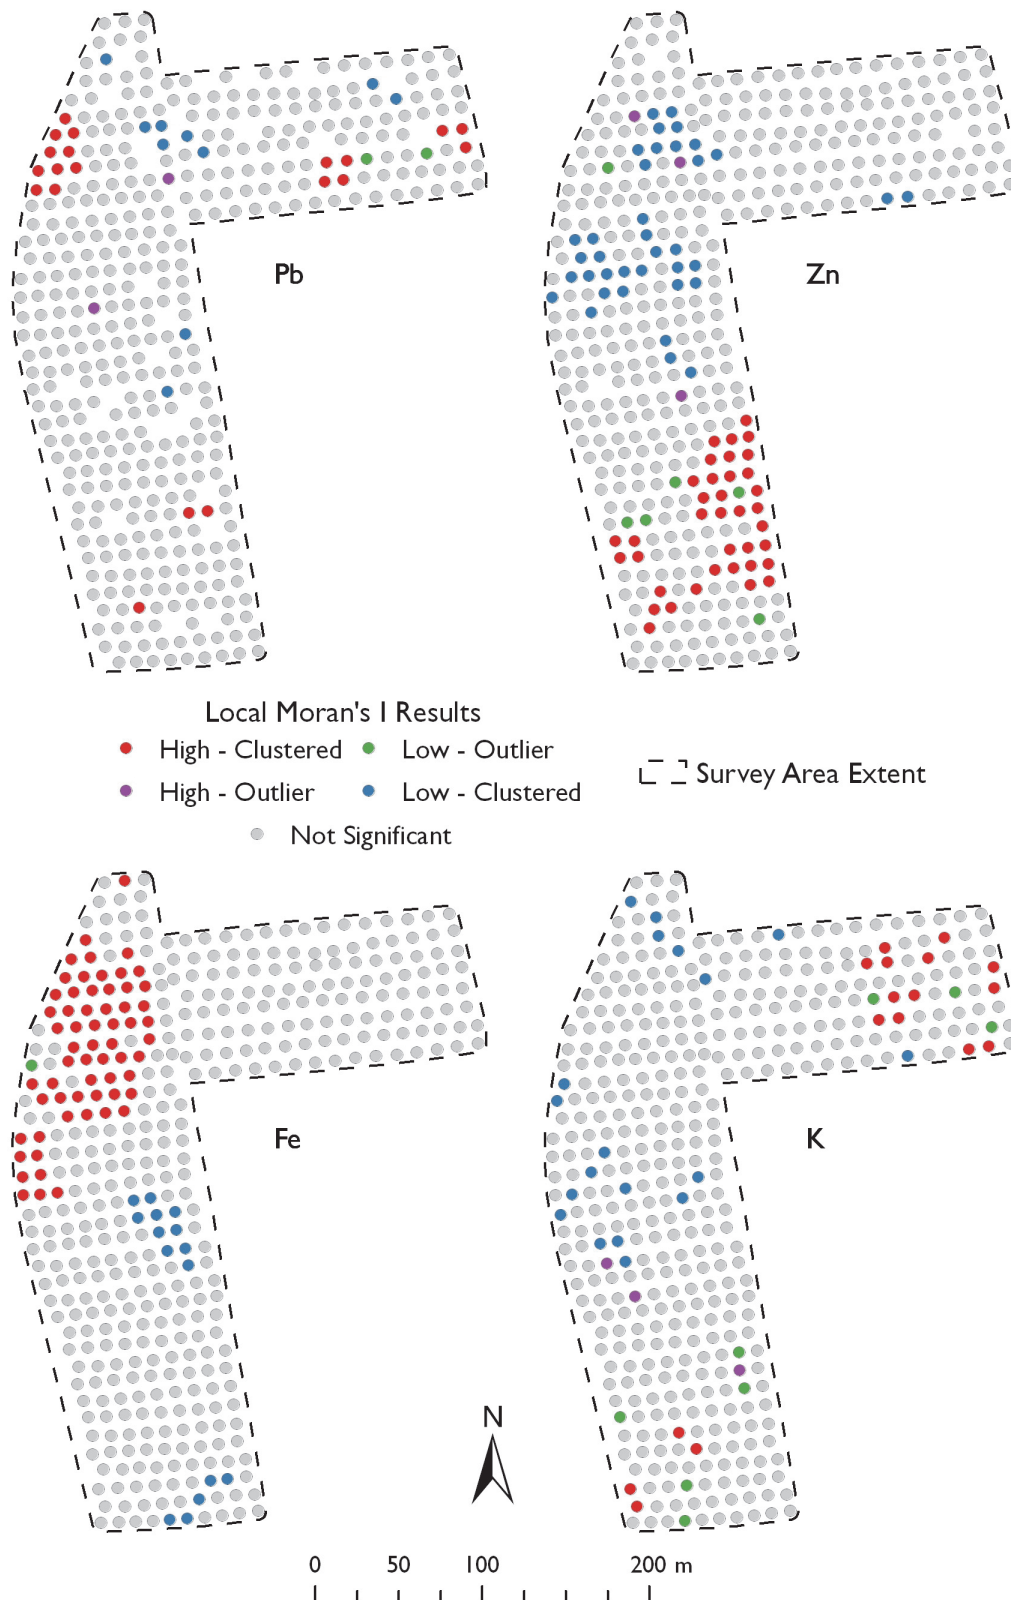 Pb
Zn
Local Moran's I Results
High - Clustered
Low - Outlier
High - Outlier
Low - Clustered
Not Significant
Survey Area Extent
Fe
K
N
0 50 100 200 m